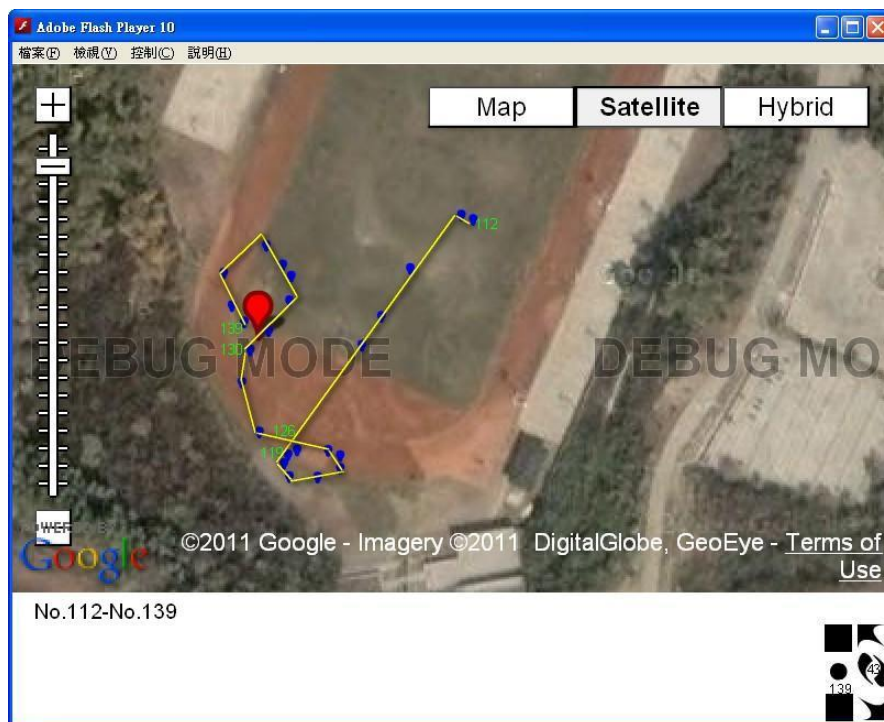 Adobe Flash Player 10
檔案(F) 檢視(V) 控制(C) 說明(H)
Map Satellite Hybrid
112
139
130
DEBUG MODE DEBUG MO
126
119
©2011 Google - Imagery ©2011 DigitalGlobe, GeoEye - Terms of
Use
Google
No.112-No.139
43
139